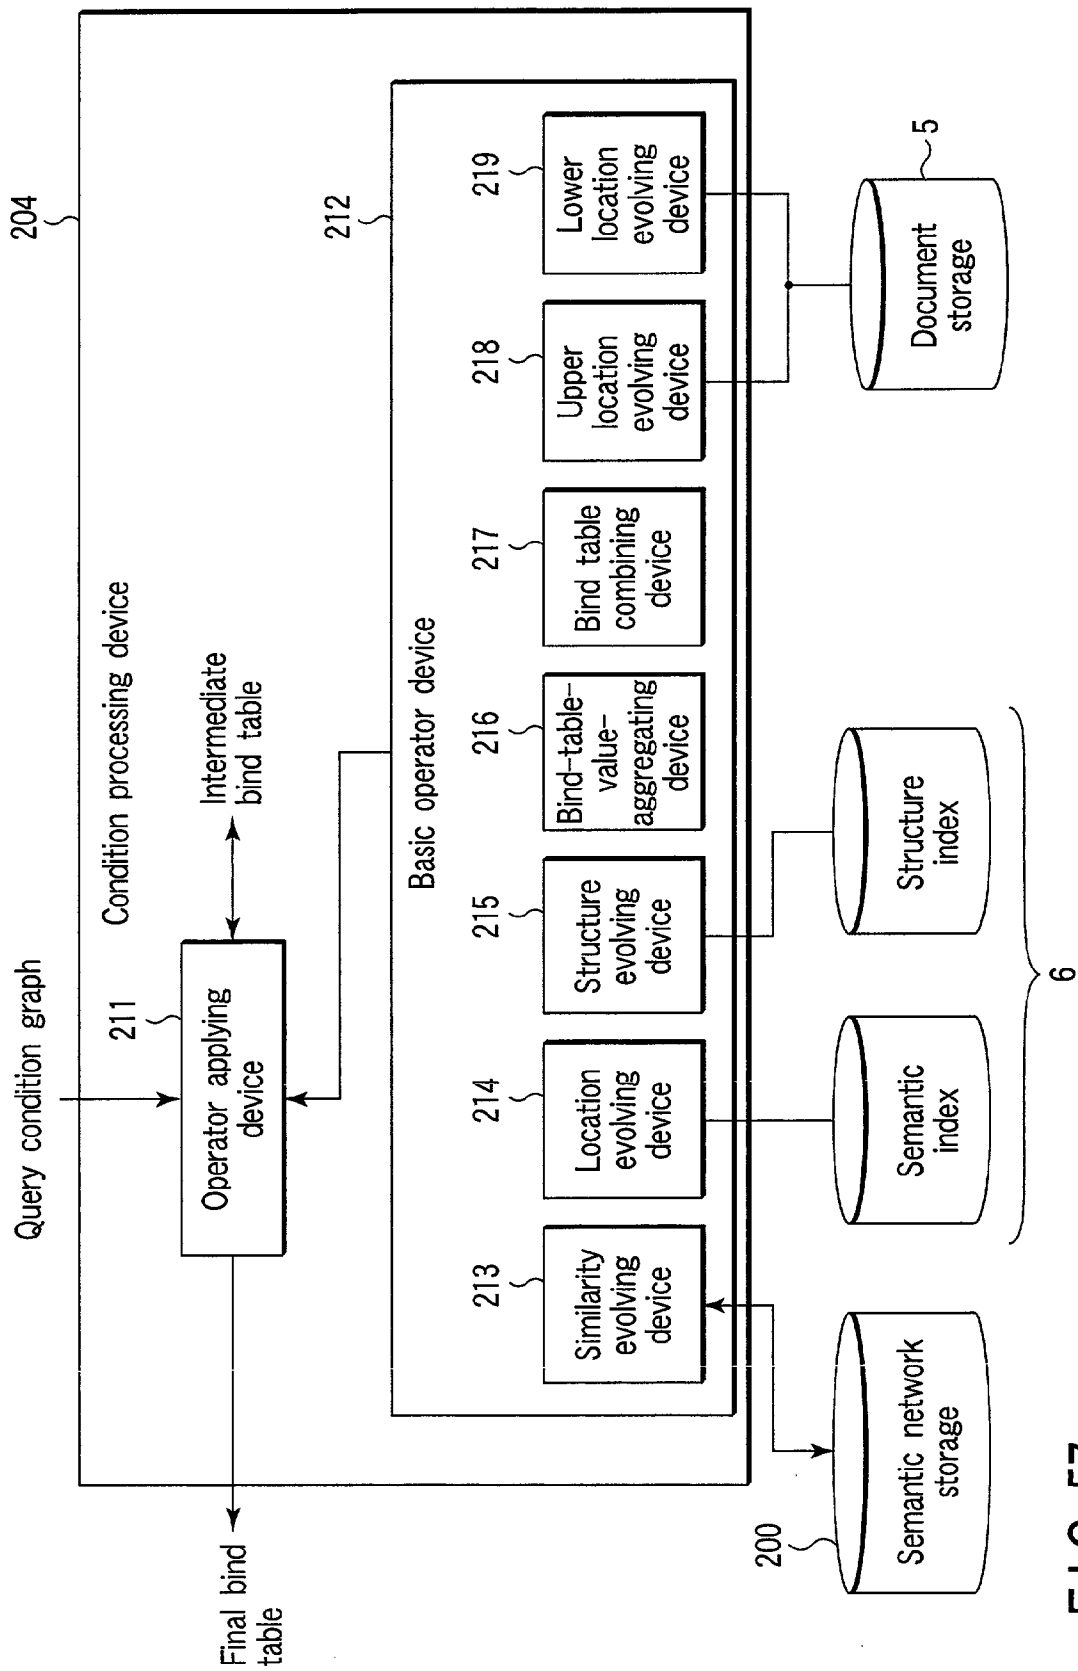 204
Query condition graph
Condition processing device
211
Operator applying
device
Intermediate
bind table
Final bind
table
212
Basic operator device
213
Similarity
evolving
device
214
Location
evolving
device
215
Structure
evolving
device
216
Bind-table-
value-
aggregating
device
217
Bind table
combining
device
218
Upper
location
evolving
device
219
Lower
location
evolving
device
200
Semantic network
storage
Semantic
index
Structure
index
6
5
Document
storage